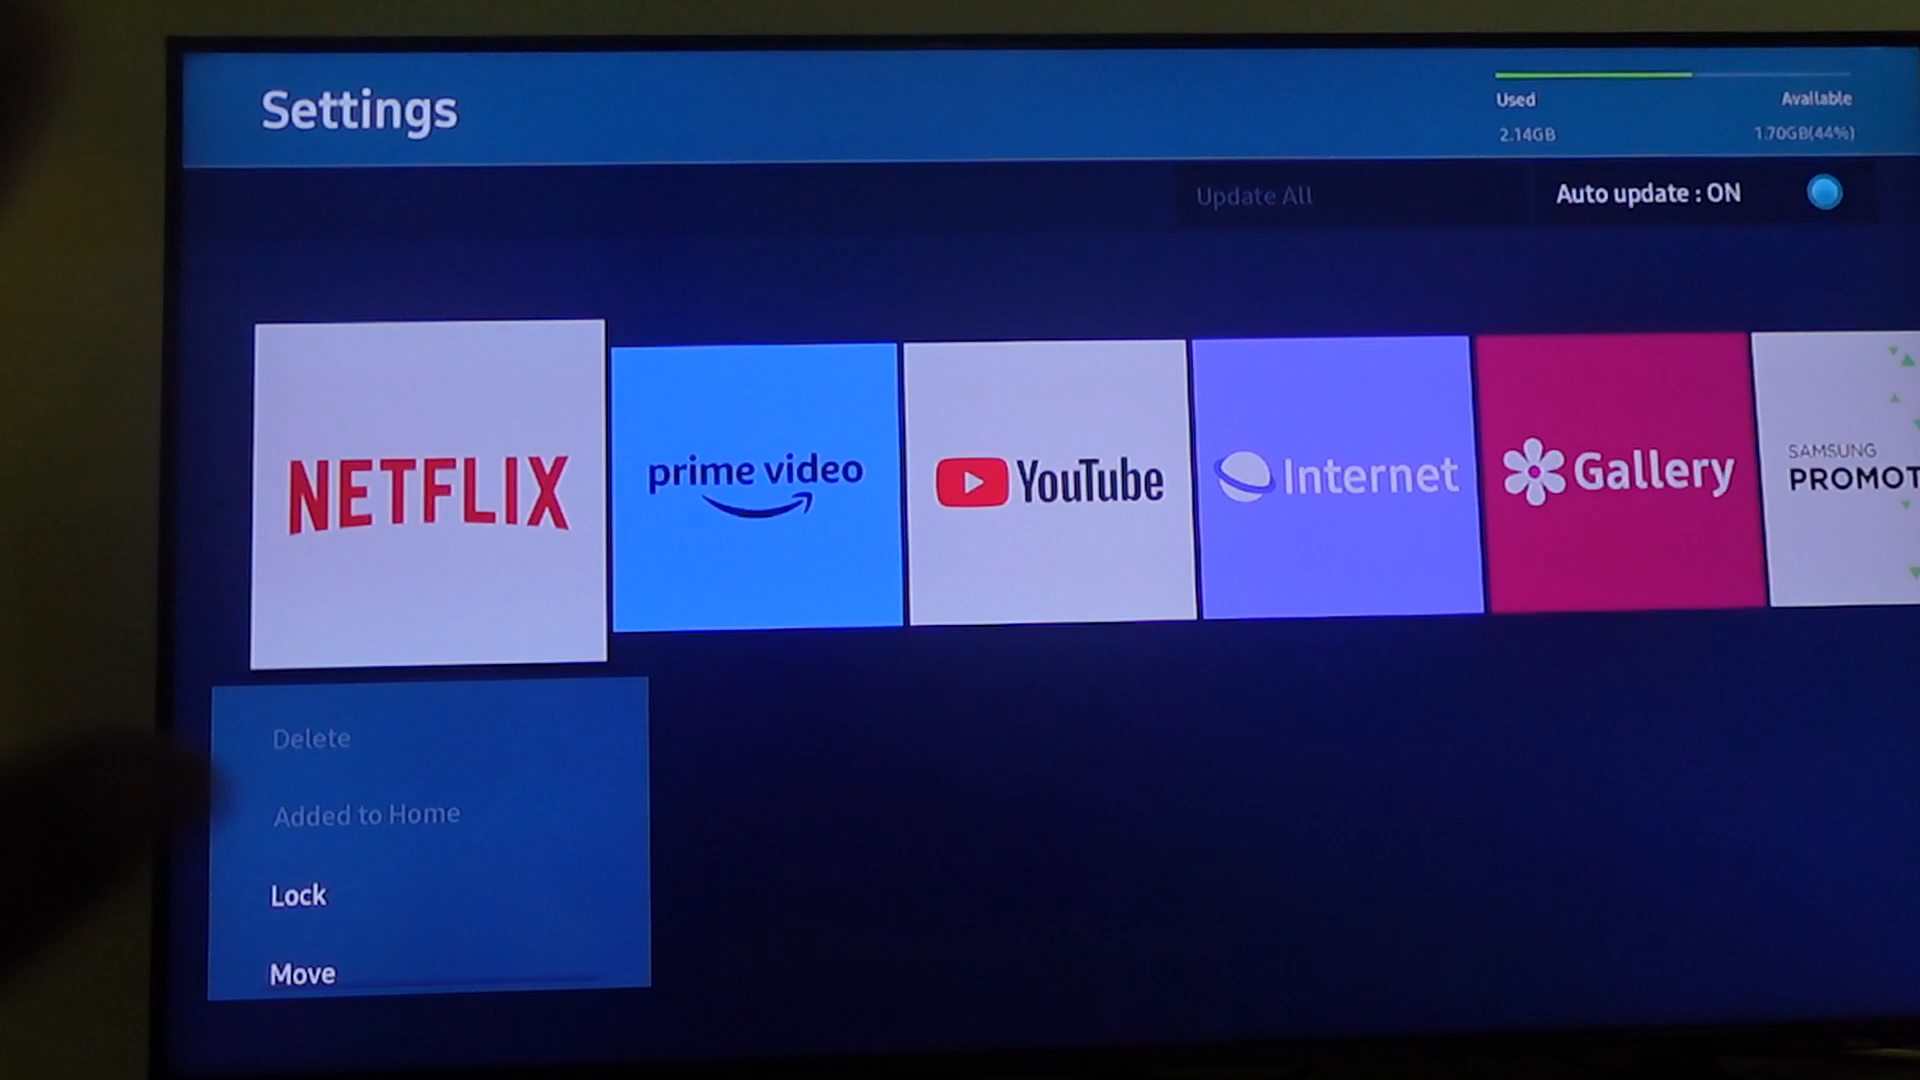 Settings
Used Available
2.14GB 1.70GB(44%)
Update All Auto update : ON
NETFLIX
prime video
YouTube
Internet
Gallery
SAMSUNG
PROMOT
Delete
Added to Home
Lock
Move